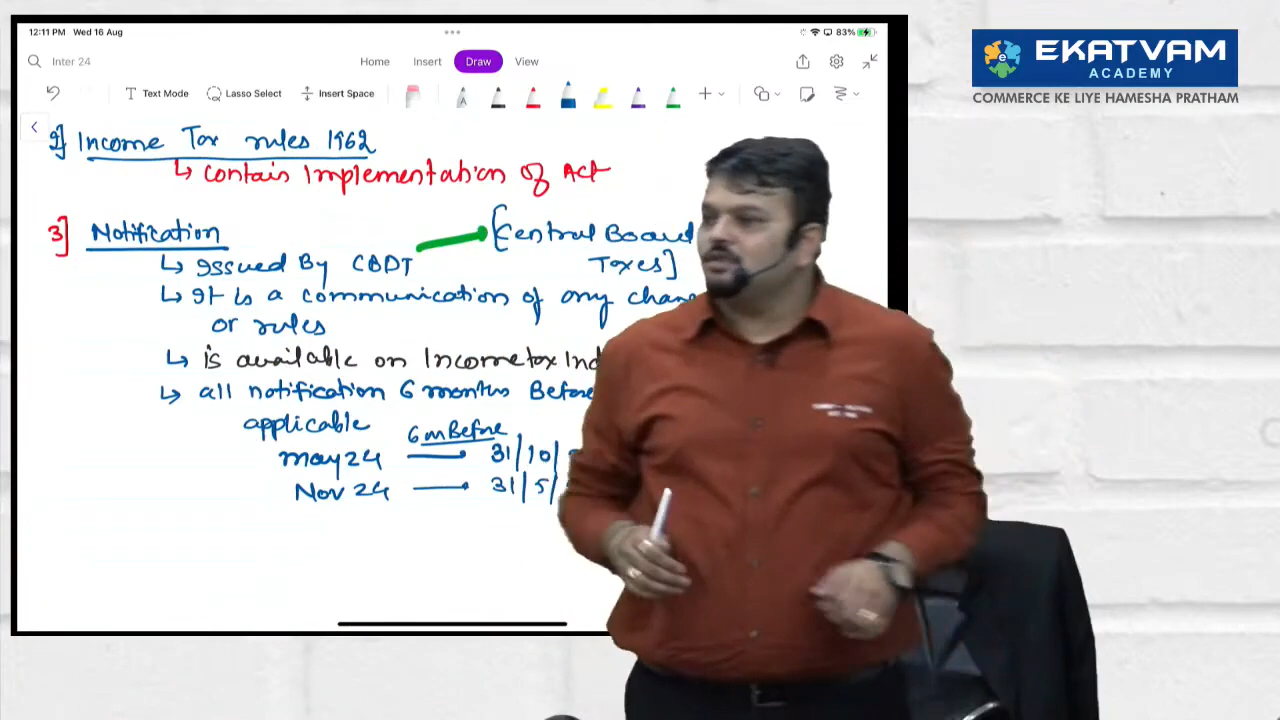 12:11 PM Wed 16 Aug
83%
Inter 24
Home Insert Draw View
Text Mode Lasso Select Insert Space
EKATVAM
ACADEMY
COMMERCE KE LIYE HAMESHA PRATHAM
2] Income Tax rules 1962
↳ contain Implementation of Act
3] Notification
↳ Issued By CBDT [Central Board
Taxes]
↳ It is a communication of any
or rules
↳ is available on Incometax
↳ all notification 6 months Before
applicable
6m Before
may 24 → 31/10/
Nov 24 → 31/5/